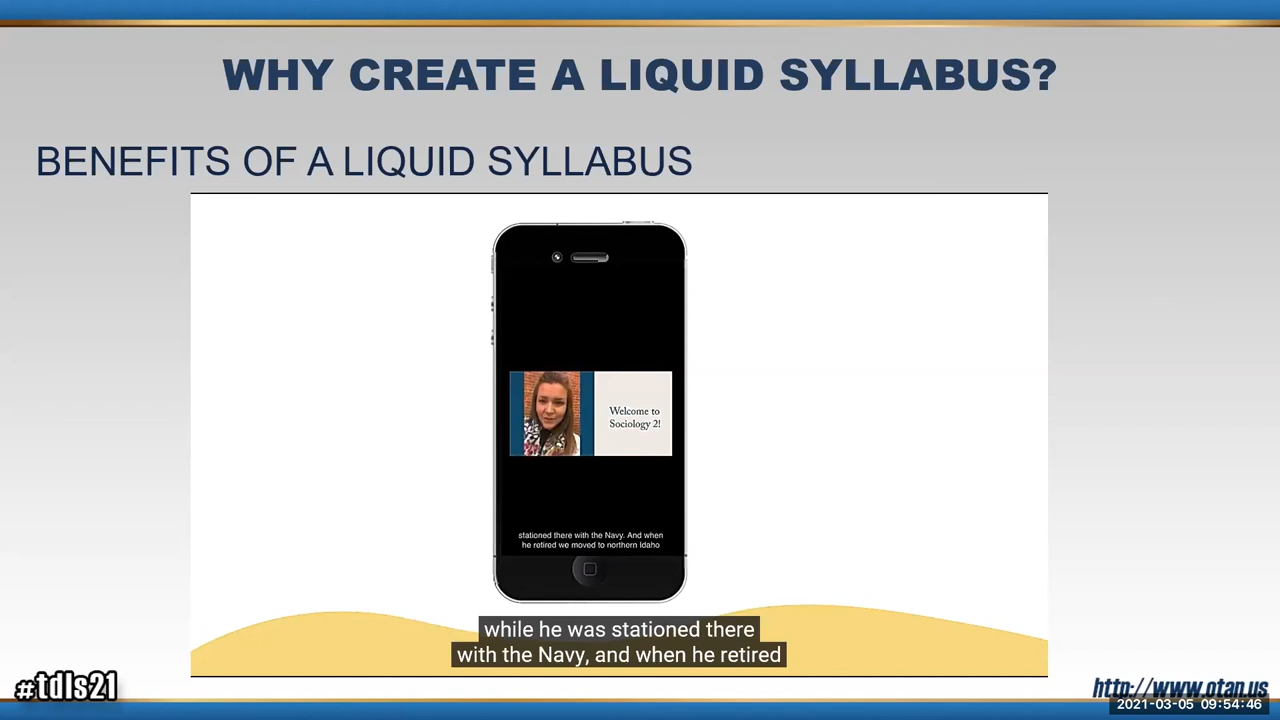 WHY CREATE A LIQUID SYLLABUS?
BENEFITS OF A LIQUID SYLLABUS
Welcome to
Sociology 2!
stationed there with the Navy. And when
he retired we moved to northern Idaho
while he was stationed there
with the Navy, and when he retired
#tdls21
http://www.otan.us
2021-03-05 09:54:46